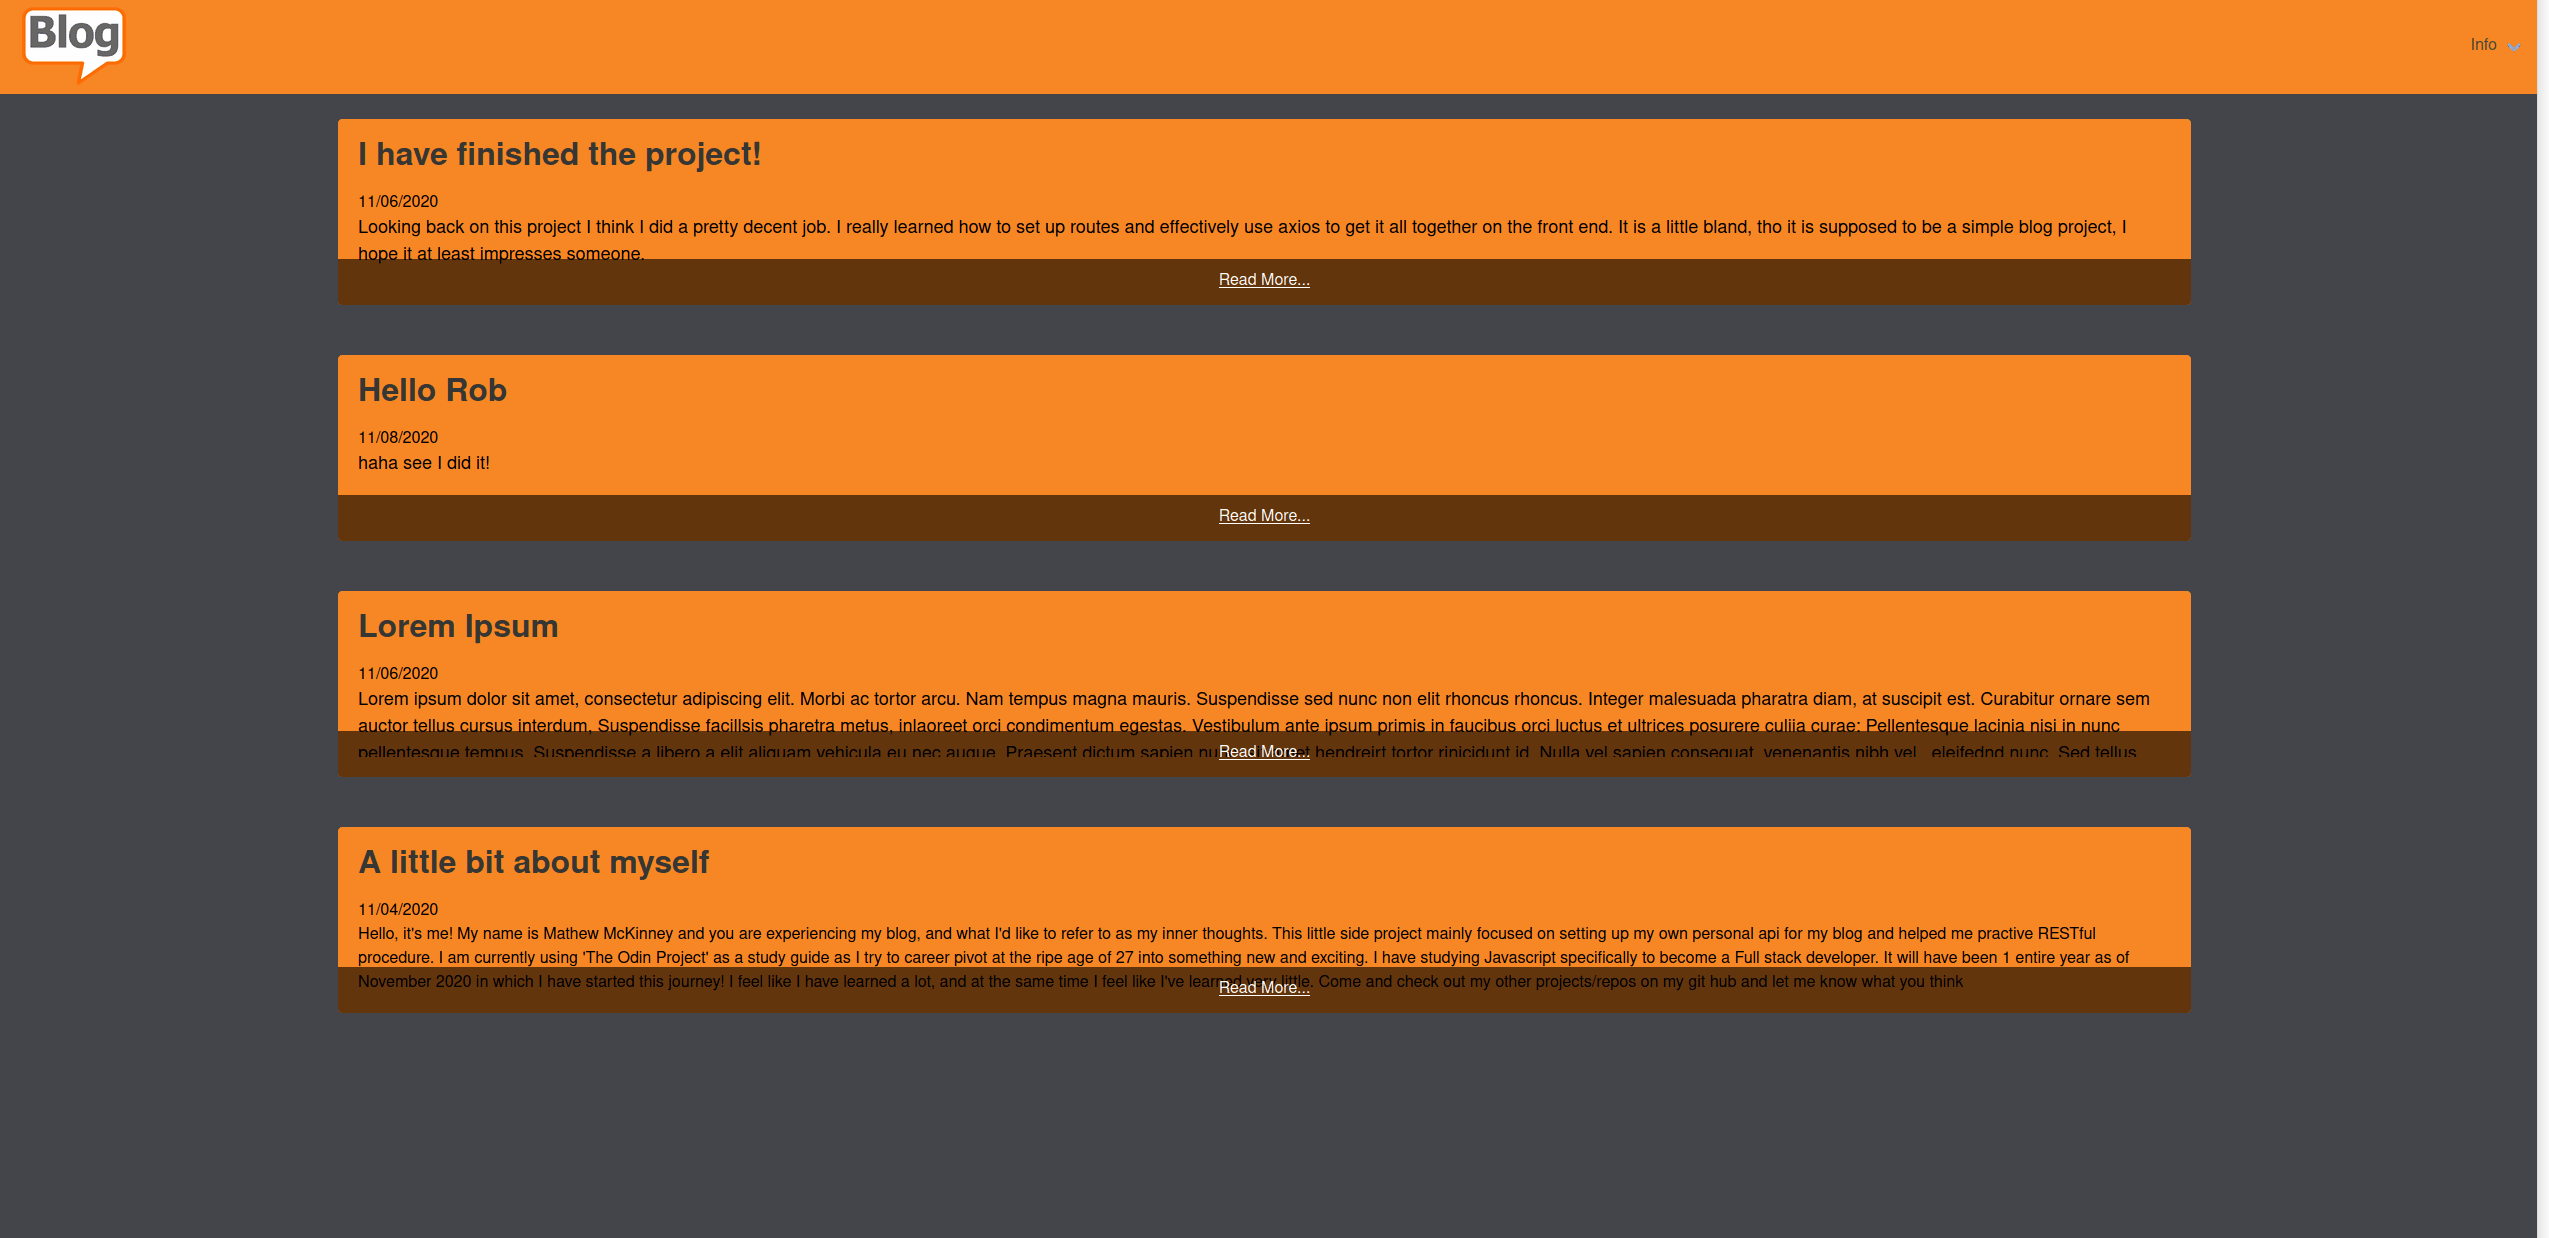 Blog
Info
I have finished the project!
11/06/2020
Looking back on this project I think I did a pretty decent job. I really learned how to set up routes and effectively use axios to get it all together on the front end. It is a little bland, tho it is supposed to be a simple blog project, I
hope it at least impresses someone.
Read More...
Hello Rob
11/08/2020
haha see I did it!
Read More...
Lorem Ipsum
11/06/2020
Lorem ipsum dolor sit amet, consectetur adipiscing elit. Morbi ac tortor arcu. Nam tempus magna mauris. Suspendisse sed nunc non elit rhoncus rhoncus. Integer malesuada pharatra diam, at suscipit est. Curabitur ornare sem
auctor tellus cursus interdum, Suspendisse facillsis pharetra metus, inlaoreet orci condimentum egestas. Vestibulum ante ipsum primis in faucibus orci luctus et ultrices posurere culiia curae; Pellentesque lacinia nisi in nunc
pellentesque tempus. Suspendisse a libero a elit aliquam vehicula eu nec augue. Praesent dictum sapien hendreirt tortor rinicidunt id. Nulla vel sapien consequat, venenantis nibh vel, eleifednd nunc. Sed tellus
Read More...
A little bit about myself
11/04/2020
Hello, it's me! My name is Mathew McKinney and you are experiencing my blog, and what I'd like to refer to as my inner thoughts. This little side project mainly focused on setting up my own personal api for my blog and helped me practive RESTful
procedure. I am currently using 'The Odin Project' as a study guide as I try to career pivot at the ripe age of 27 into something new and exciting. I have studying Javascript specifically to become a Full stack developer. It will have been 1 entire year as of
November 2020 in which I have started this journey! I feel like I have learned a lot, and at the same time I feel like I've learned very little. Come and check out my other projects/repos on my git hub and let me know what you think
Read More...